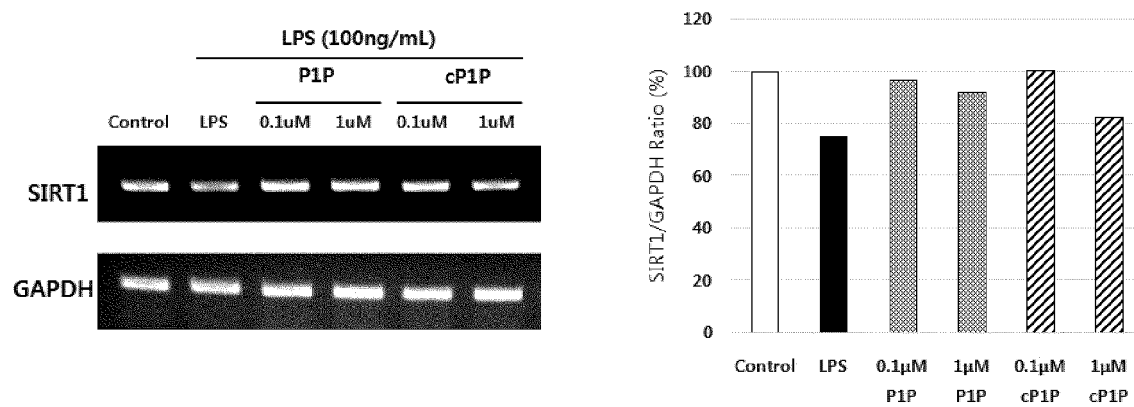 LPS (100ng/mL)
P1P cP1P
Control LPS 0.1uM 1uM 0.1uM 1uM
SIRT1
GAPDH
SIRT1/GAPDH Ratio (%)
120
100
80
60
40
20
0
Control LPS 0.1μM 1μM 0.1μM 1μM
P1P P1P cP1P cP1P